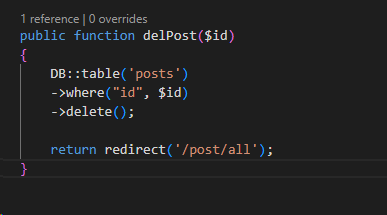 1 reference | 0 overrides
public function delPost($id)
{
    DB::table('posts')
    ->where("id", $id)
    ->delete();

    return redirect('/post/all');
}